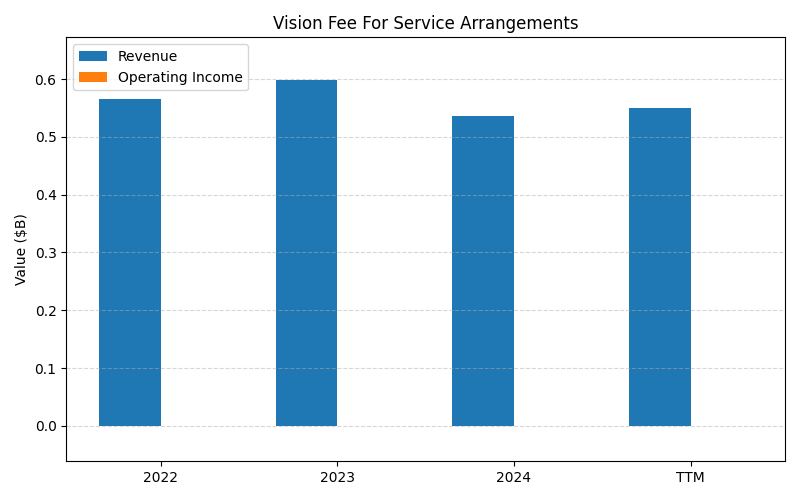 Vision Fee For Service Arrangements
Revenue
Operating Income
Value ($B)
0.6
0.5
0.4
0.3
0.2
0.1
0.0
2022
2023
2024
TTM